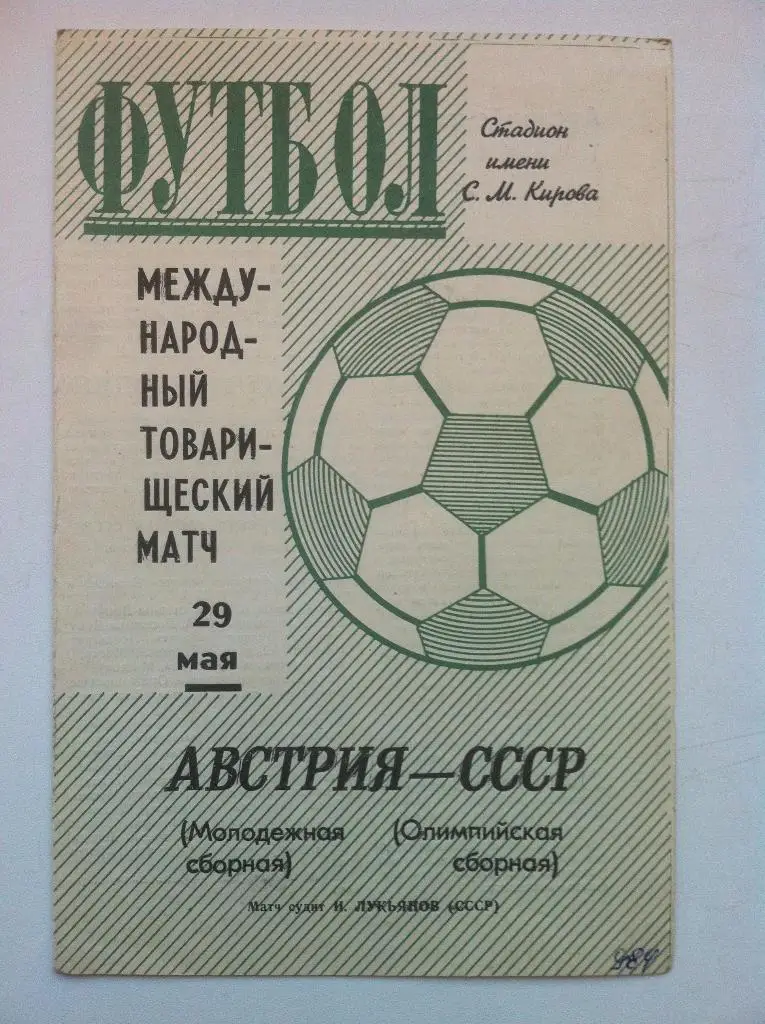 ФУТБОЛ
Стадион
имени
С. М. Кирова
МЕЖДУ-
НАРОД-
НЫЙ
ТОВАРИ-
ЩЕСКИЙ
МАТЧ
29
мая
АВСТРИЯ—СССР
(Молодежная сборная)
(Олимпийская сборная)
Матч судит И. ЛУКЬЯНОВ (СССР)